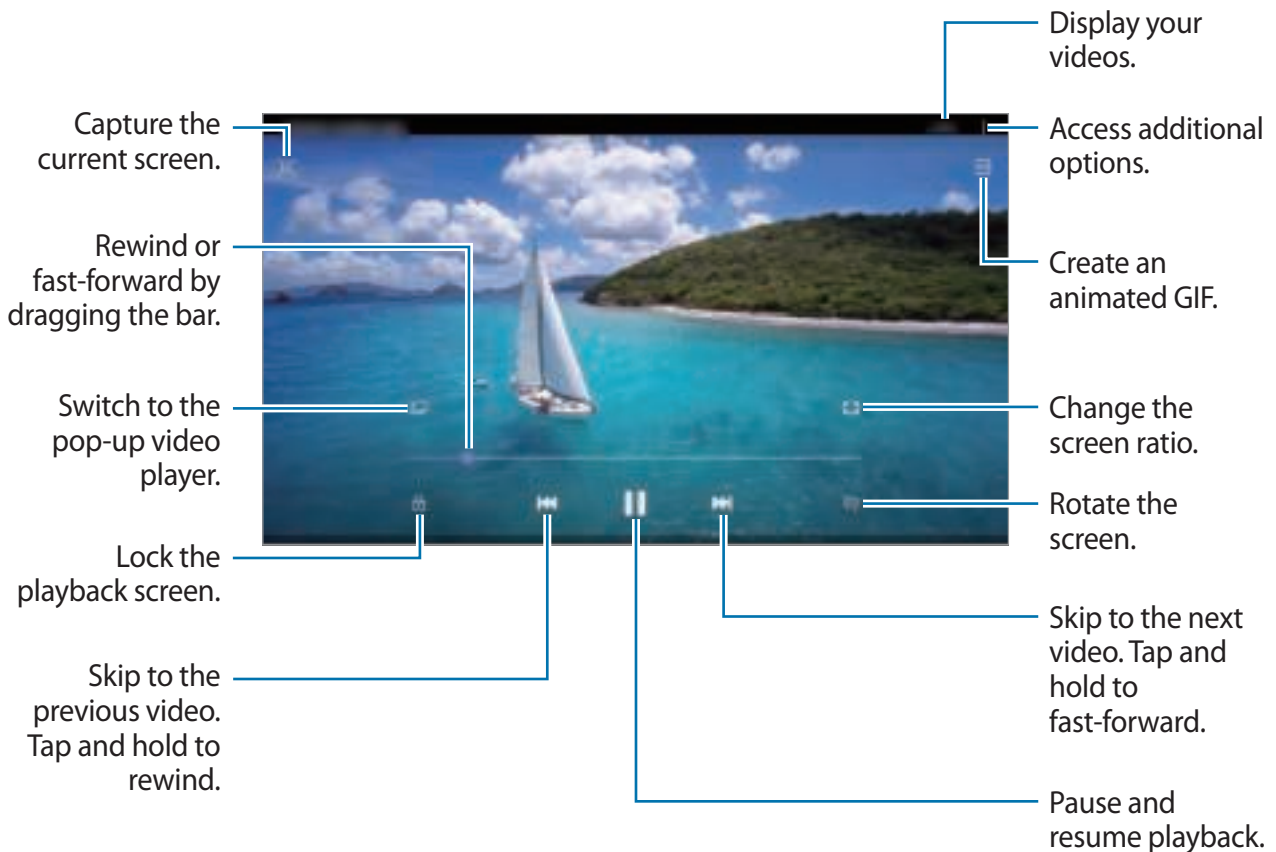 Display your
videos.
Capture the
current screen.
Access additional
options.
Rewind or
fast-forward by
dragging the bar.
Create an
animated GIF.
Switch to the
pop-up video
player.
Change the
screen ratio.
Rotate the
screen.
Lock the
playback screen.
Skip to the next
video. Tap and
hold to
fast-forward.
Skip to the
previous video.
Tap and hold to
rewind.
Pause and
resume playback.